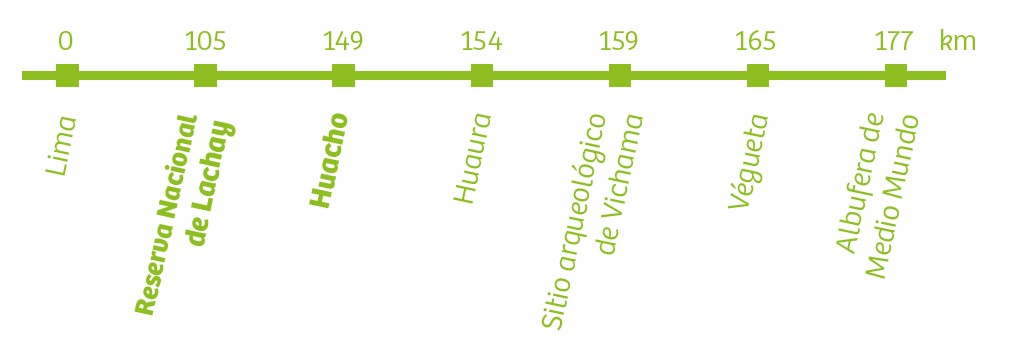 0 105 149 154 159 165 177 km
Lima
Reserva Nacional
de Lachay
Huacho
Huaura
Sitio arqueológico
de Vichama
Végueta
Albufera de
Medio Mundo